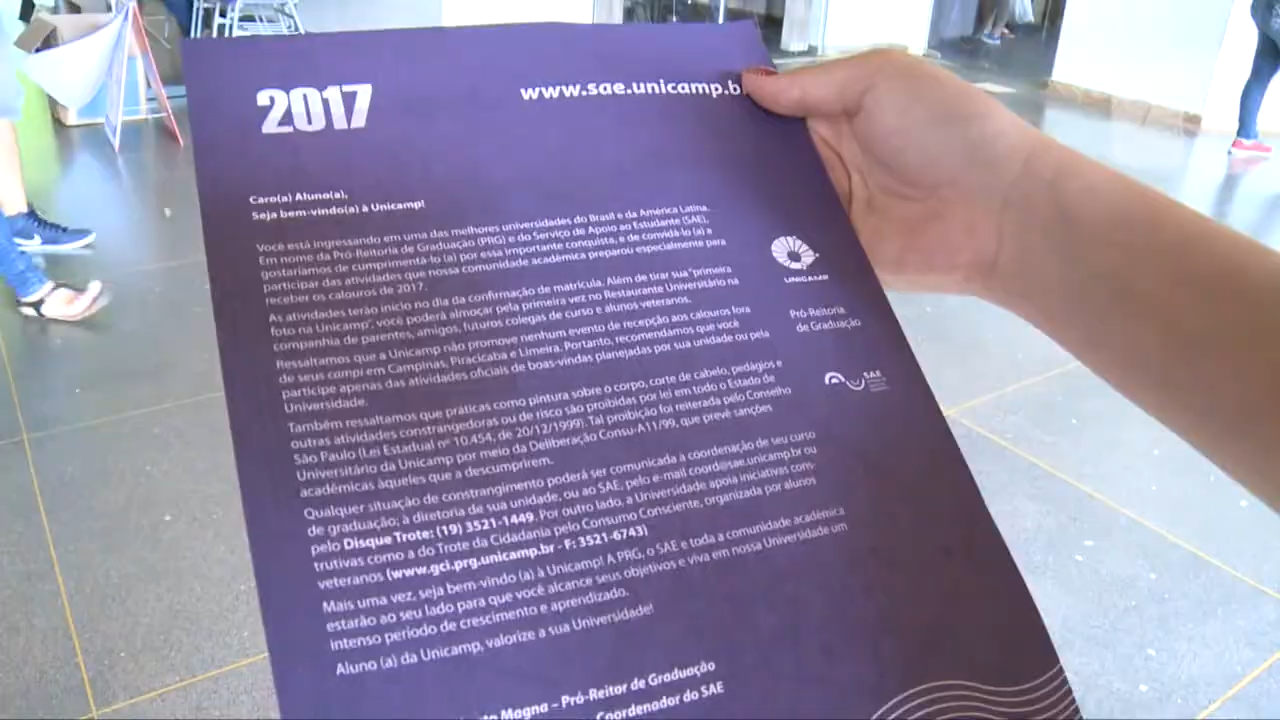 2017
www.sae.unicamp.b
Caro(a) Aluno(a),
Seja bem-vindo(a) à Unicamp!
Você está ingressando em uma das melhores universidades do Brasil e da América Latina.
Em nome da Pró-Reitoria de Graduação (PRG) e do Serviço de Apoio ao Estudante (SAE),
gostaríamos de cumprimentá-lo (a) por essa importante conquista, e de convidá-lo (a) a
participar das atividades que nossa comunidade acadêmica preparou especialmente para
receber os calouros de 2017.
As atividades terão início no dia da confirmação de matrícula. Além de tirar sua "primeira
foto na Unicamp", você poderá almoçar pela primeira vez no Restaurante Universitário na
companhia de parentes, amigos, futuros colegas de curso e alunos veteranos.
Ressaltamos que a Unicamp não promove nenhum evento de recepção aos calouros fora
de seus campi em Campinas, Piracicaba e Limeira. Portanto, recomendamos que você
participe apenas das atividades oficiais de boas-vindas planejadas por sua unidade ou pela
Universidade.
Também ressaltamos que práticas como pintura sobre o corpo, corte de cabelo, pedágios e
outras atividades constrangedoras ou de risco são proibidas por lei em todo o Estado de
São Paulo (Lei Estadual nº 10.454, de 20/12/1999). Tal proibição foi reiterada pelo Conselho
Universitário da Unicamp por meio da Deliberação Consu-A11/99, que prevê sanções
acadêmicas àqueles que a descumprirem.
Qualquer situação de constrangimento poderá ser comunicada à coordenação de seu curso
de graduação; à diretoria de sua unidade, ou ao SAE, pelo e-mail coord@sae.unicamp.br ou
pelo Disque Trote: (19) 3521-1449. Por outro lado, a Universidade apoia iniciativas cons-
trutivas como a do Trote da Cidadania pelo Consumo Consciente, organizada por alunos
veteranos (www.gci.prg.unicamp.br - F: 3521-6743)
Mais uma vez, seja bem-vindo (a) à Unicamp! A PRG, o SAE e toda a comunidade acadêmica
estarão ao seu lado para que você alcance seus objetivos e viva em nossa Universidade um
intenso período de crescimento e aprendizado.
Aluno (a) da Unicamp, valorize a sua Universidade!
Magna – Pró-Reitor de Graduação
Coordenador do SAE
UNICAMP
Pró-Reitoria
de Graduação
SAE